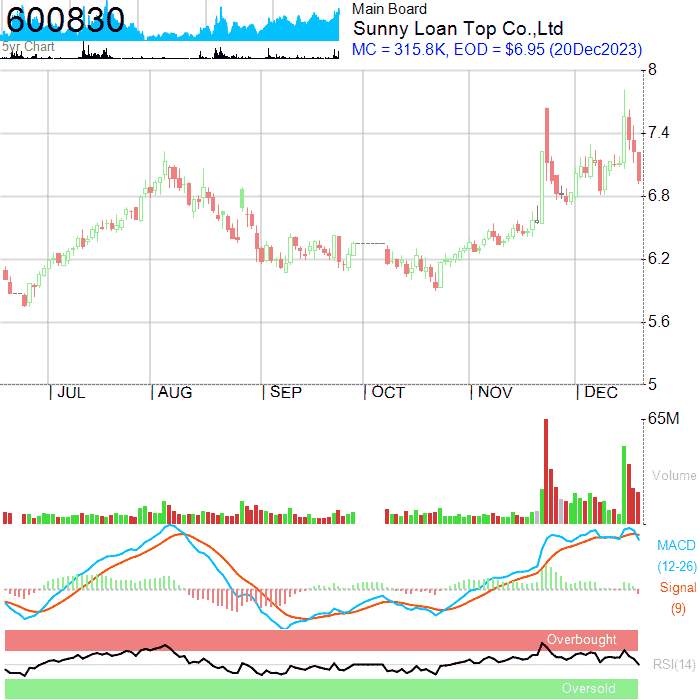 600830
5yr Chart
Main Board
Sunny Loan Top Co.,Ltd
MC = 315.8K, EOD = $6.95 (20Dec2023)
8
7.4
6.8
6.2
5.6
5
JUL AUG SEP OCT NOV DEC
65M
Volume
MACD
(12-26)
Signal
(9)
Overbought
RSI(14)
Oversold